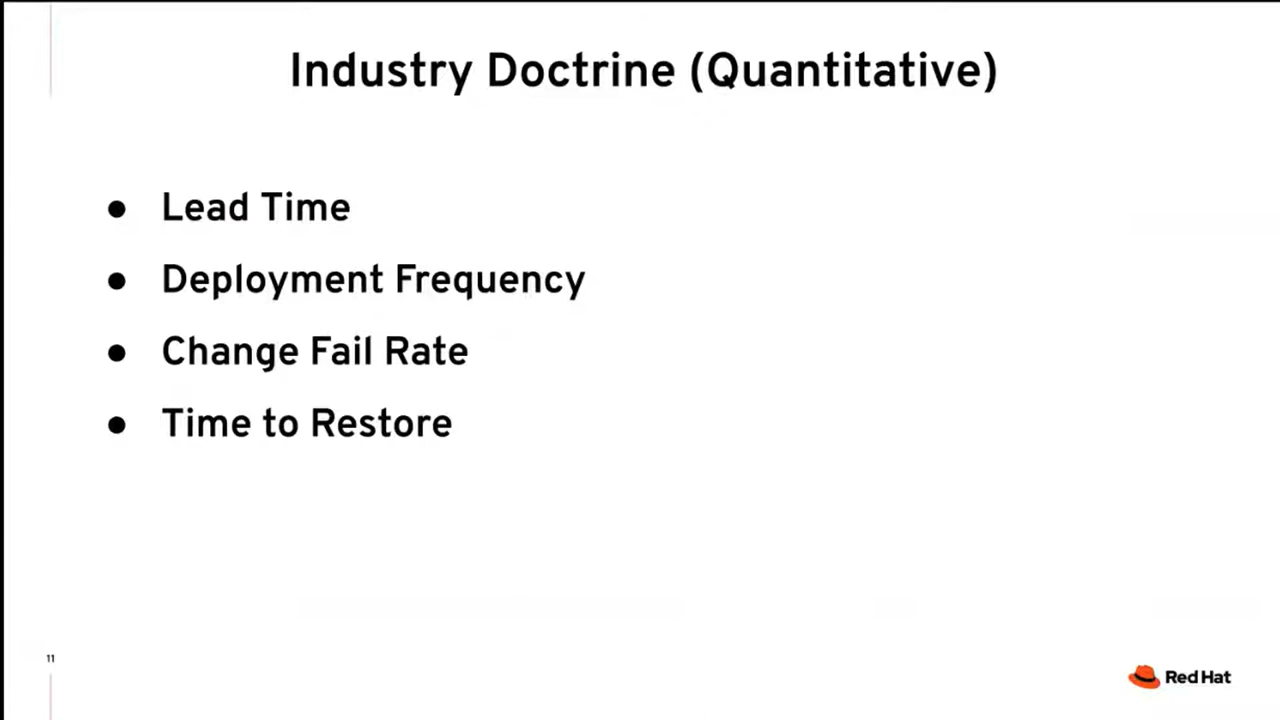 Industry Doctrine (Quantitative)
● Lead Time
● Deployment Frequency
● Change Fail Rate
● Time to Restore
11
Red Hat